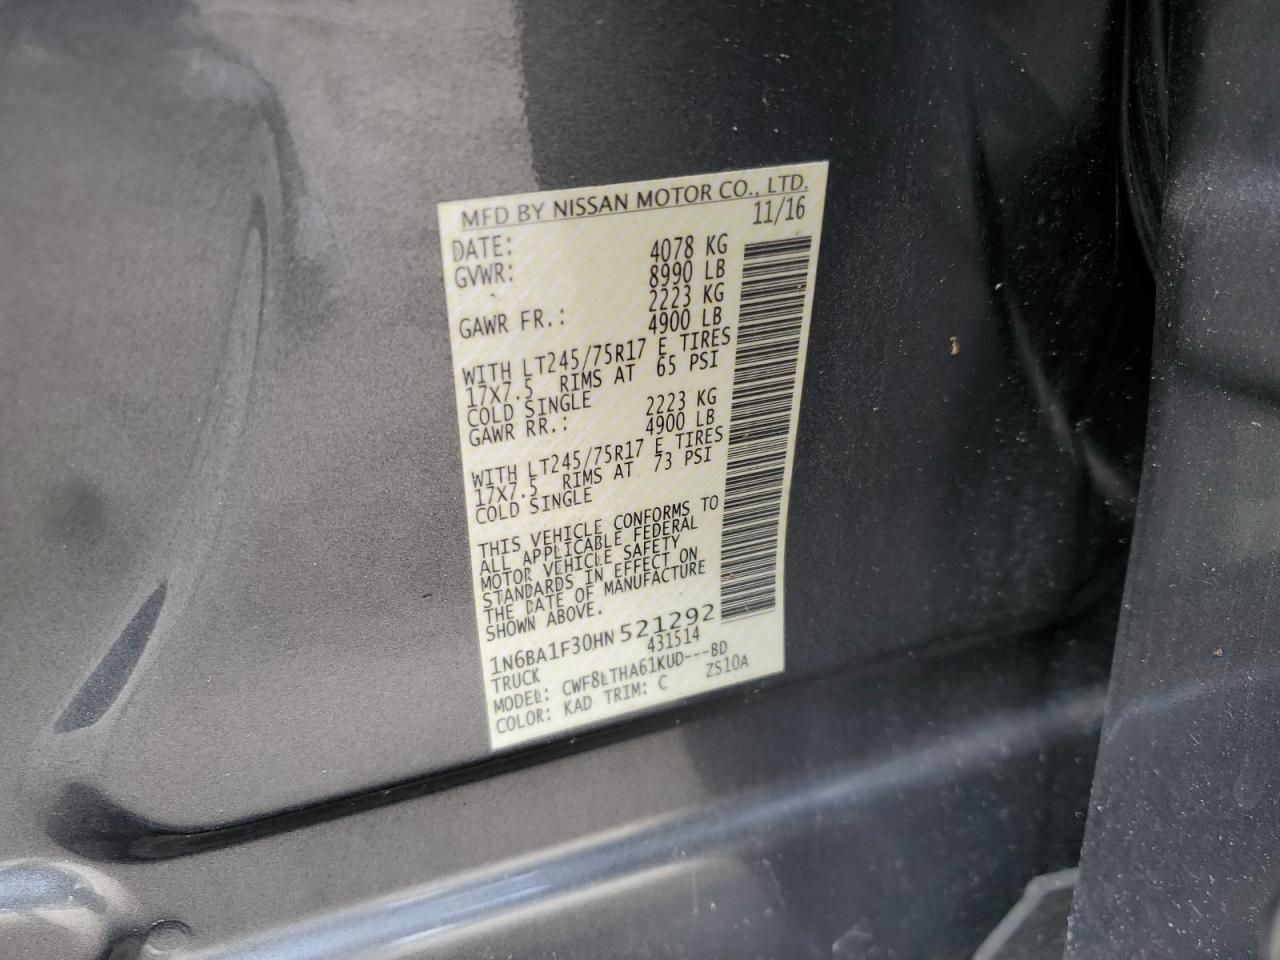 MFD BY NISSAN MOTOR CO., LTD.
DATE: 11/16
GVWR: 4078 KG
8990 LB
GAWR FR.: 2223 KG
4900 LB
WITH LT245/75R17 E TIRES
17X7.5 RIMS AT 65 PSI
COLD SINGLE
GAWR RR.: 2223 KG
4900 LB
WITH LT245/75R17 E TIRES
17X7.5 RIMS AT 73 PSI
COLD SINGLE
THIS VEHICLE CONFORMS TO
ALL APPLICABLE FEDERAL
MOTOR VEHICLE SAFETY
STANDARDS IN EFFECT ON
THE DATE OF MANUFACTURE
SHOWN ABOVE.
1N6BA1F30HN521292
TRUCK 431514
MODEL: CWF8LTHA61KUD---BD
COLOR: KAD TRIM: C ZS10A